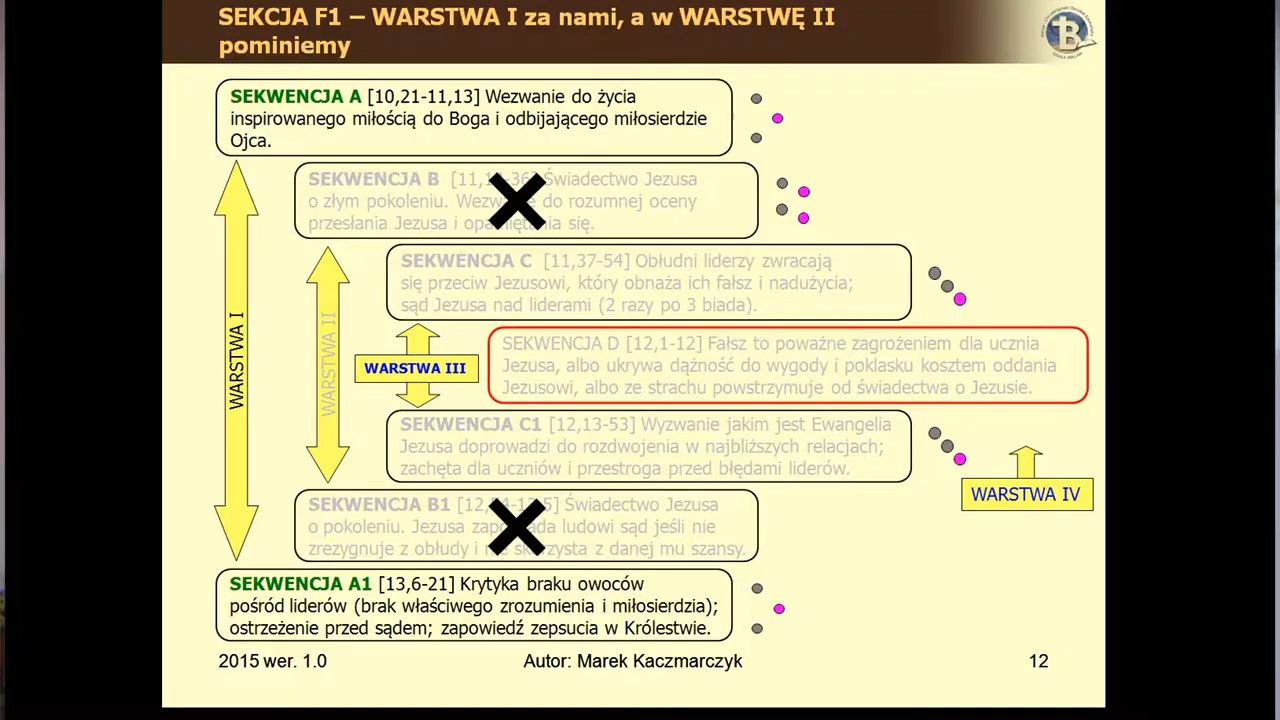 SEKCJA F1 – WARSTWA I za nami, a w WARSTWĘ II
pominiemy
SEKWENCJA A [10,21-11,13] Wezwanie do życia
inspirowanego miłością do Boga i odbijającego miłosierdzie
Ojca.
SEKWENCJA B Świadectwo Jezusa
o złym pokoleniu. do rozumnej oceny
przesłania Jezusa i się.
SEKWENCJA C [11,37-54] Obłudni liderzy zwracają
się przeciw Jezusowi, który obnaża ich fałsz i nadużycia;
sąd Jezusa nad liderami (2 razy po 3 biada).
WARSTWA I
WARSTWA II
WARSTWA III
SEKWENCJA D [12,1-12] Fałsz to poważne zagrożenie dla ucznia
Jezusa, albo ukrywa dążność do wygody i poklasku kosztem oddania
Jezusowi, albo ze strachu powstrzymuje od świadectwa o Jezusie.
SEKWENCJA C1 [12,13-53] Wyzwanie jakim jest Ewangelia
Jezusa doprowadzi do rozdwojenia w najbliższych relacjach;
zachęta dla uczniów i przestroga przed błędami liderów.
WARSTWA IV
SEKWENCJA B1 Świadectwo Jezusa
o pokoleniu. Jezusa ludowi sąd jeśli nie
zrezygnuje z obłudy i z danej mu szansy.
SEKWENCJA A1 [13,6-21] Krytyka braku owoców
pośród liderów (brak właściwego zrozumienia i miłosierdzia);
ostrzeżenie przed sądem; zapowiedź zepsucia w Królestwie.
2015 wer. 1.0
Autor: Marek Kaczmarczyk
12